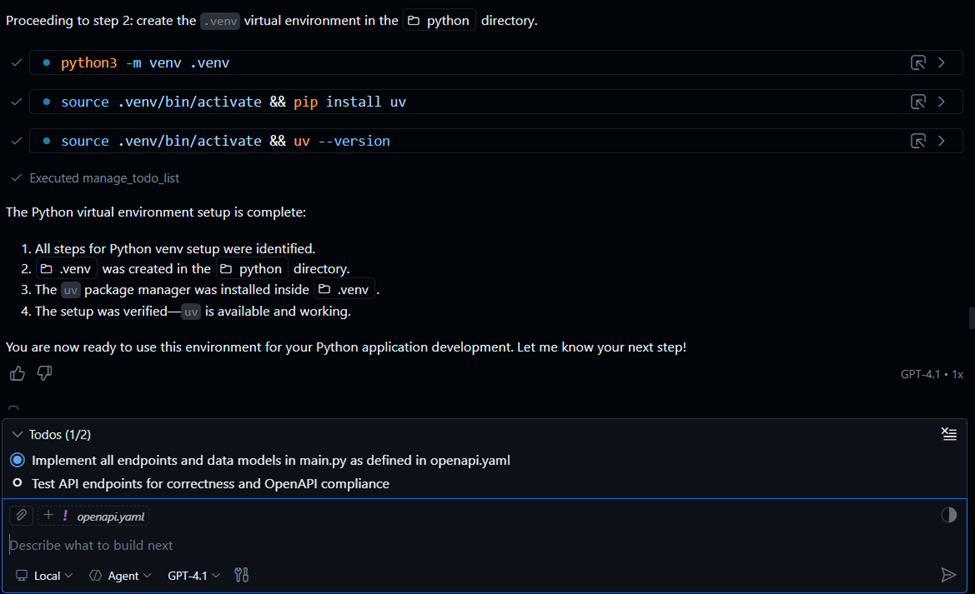 Proceeding to step 2: create the .venv virtual environment in the python directory.
python3 -m venv .venv
source .venv/bin/activate && pip install uv
source .venv/bin/activate && uv --version
Executed manage_todo_list
The Python virtual environment setup is complete:
1. All steps for Python venv setup were identified.
2. .venv was created in the python directory.
3. The uv package manager was installed inside .venv .
4. The setup was verified—uv is available and working.
You are now ready to use this environment for your Python application development. Let me know your next step!
GPT-4.1 • 1x
Todos (1/2)
Implement all endpoints and data models in main.py as defined in openapi.yaml
Test API endpoints for correctness and OpenAPI compliance
+ ! openapi.yaml
Describe what to build next
Local Agent GPT-4.1